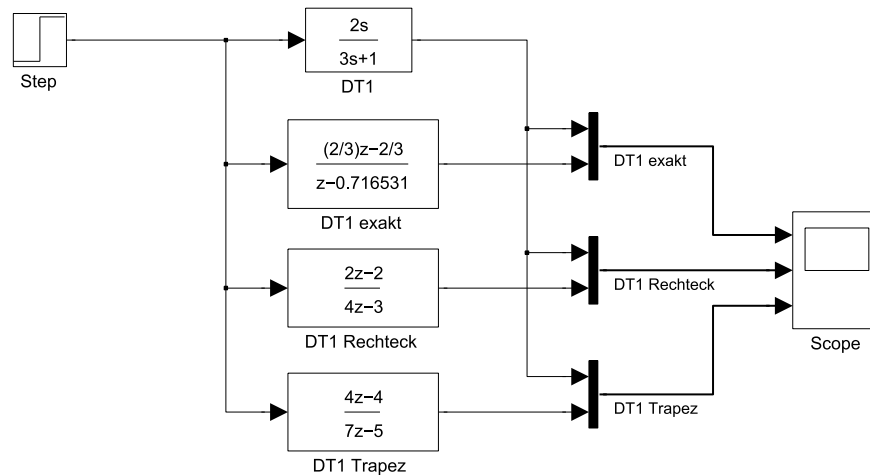 Step
2s
3s+1
DT1
(2/3)z−2/3
z−0.716531
DT1 exakt
DT1 exakt
2z−2
4z−3
DT1 Rechteck
DT1 Rechteck
Scope
4z−4
7z−5
DT1 Trapez
DT1 Trapez